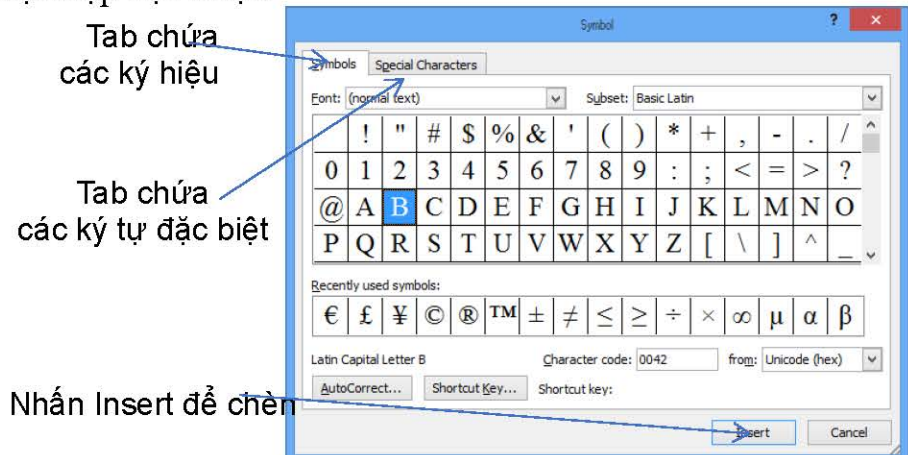 Tab chứa
các ký hiệu
Tab chứa
các ký tự đặc biệt
Nhấn Insert để chèn
Symbol ? ×
Symbols Special Characters
Font: (normal text) Subset: Basic Latin
! " # $ % & ' ( ) * + , - . /
0 1 2 3 4 5 6 7 8 9 : ; < = > ?
@ A B C D E F G H I J K L M N O
P Q R S T U V W X Y Z [ \ ] ^ _
Recently used symbols:
€ £ ¥ © ® ™ ± ≠ ≤ ≥ ÷ × ∞ µ α β
Latin Capital Letter B Character code: 0042 from: Unicode (hex)
AutoCorrect... Shortcut Key... Shortcut key:
Insert Cancel